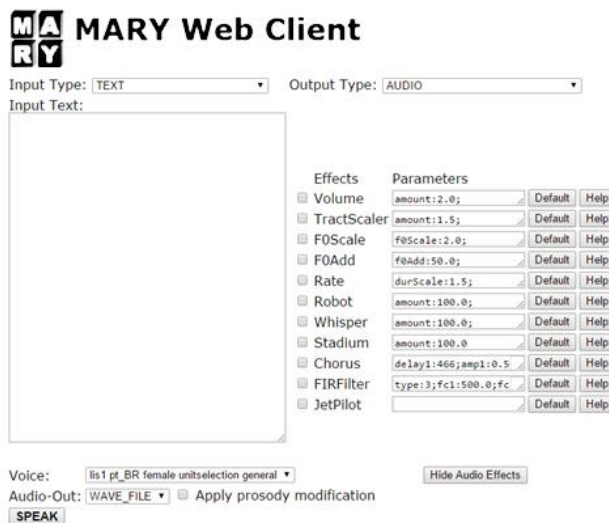 MA
RY
MARY Web Client
Input Type: TEXT Output Type: AUDIO
Input Text:
Effects Parameters
Volume amount:2.0; Default Help
TractScaler amount:1.5; Default Help
F0Scale f0Scale:2.0; Default Help
F0Add f0Add:50.0; Default Help
Rate durScale:1.5; Default Help
Robot amount:100.0; Default Help
Whisper amount:100.0; Default Help
Stadium amount:100.0 Default Help
Chorus delay1:466;amp1:0.5 Default Help
FIRFilter type:3;fc1:500.0;fc Default Help
JetPilot Default Help
Voice: lis1 pt_BR female unitselection general Hide Audio Effects
Audio-Out: WAVE_FILE Apply prosody modification
SPEAK